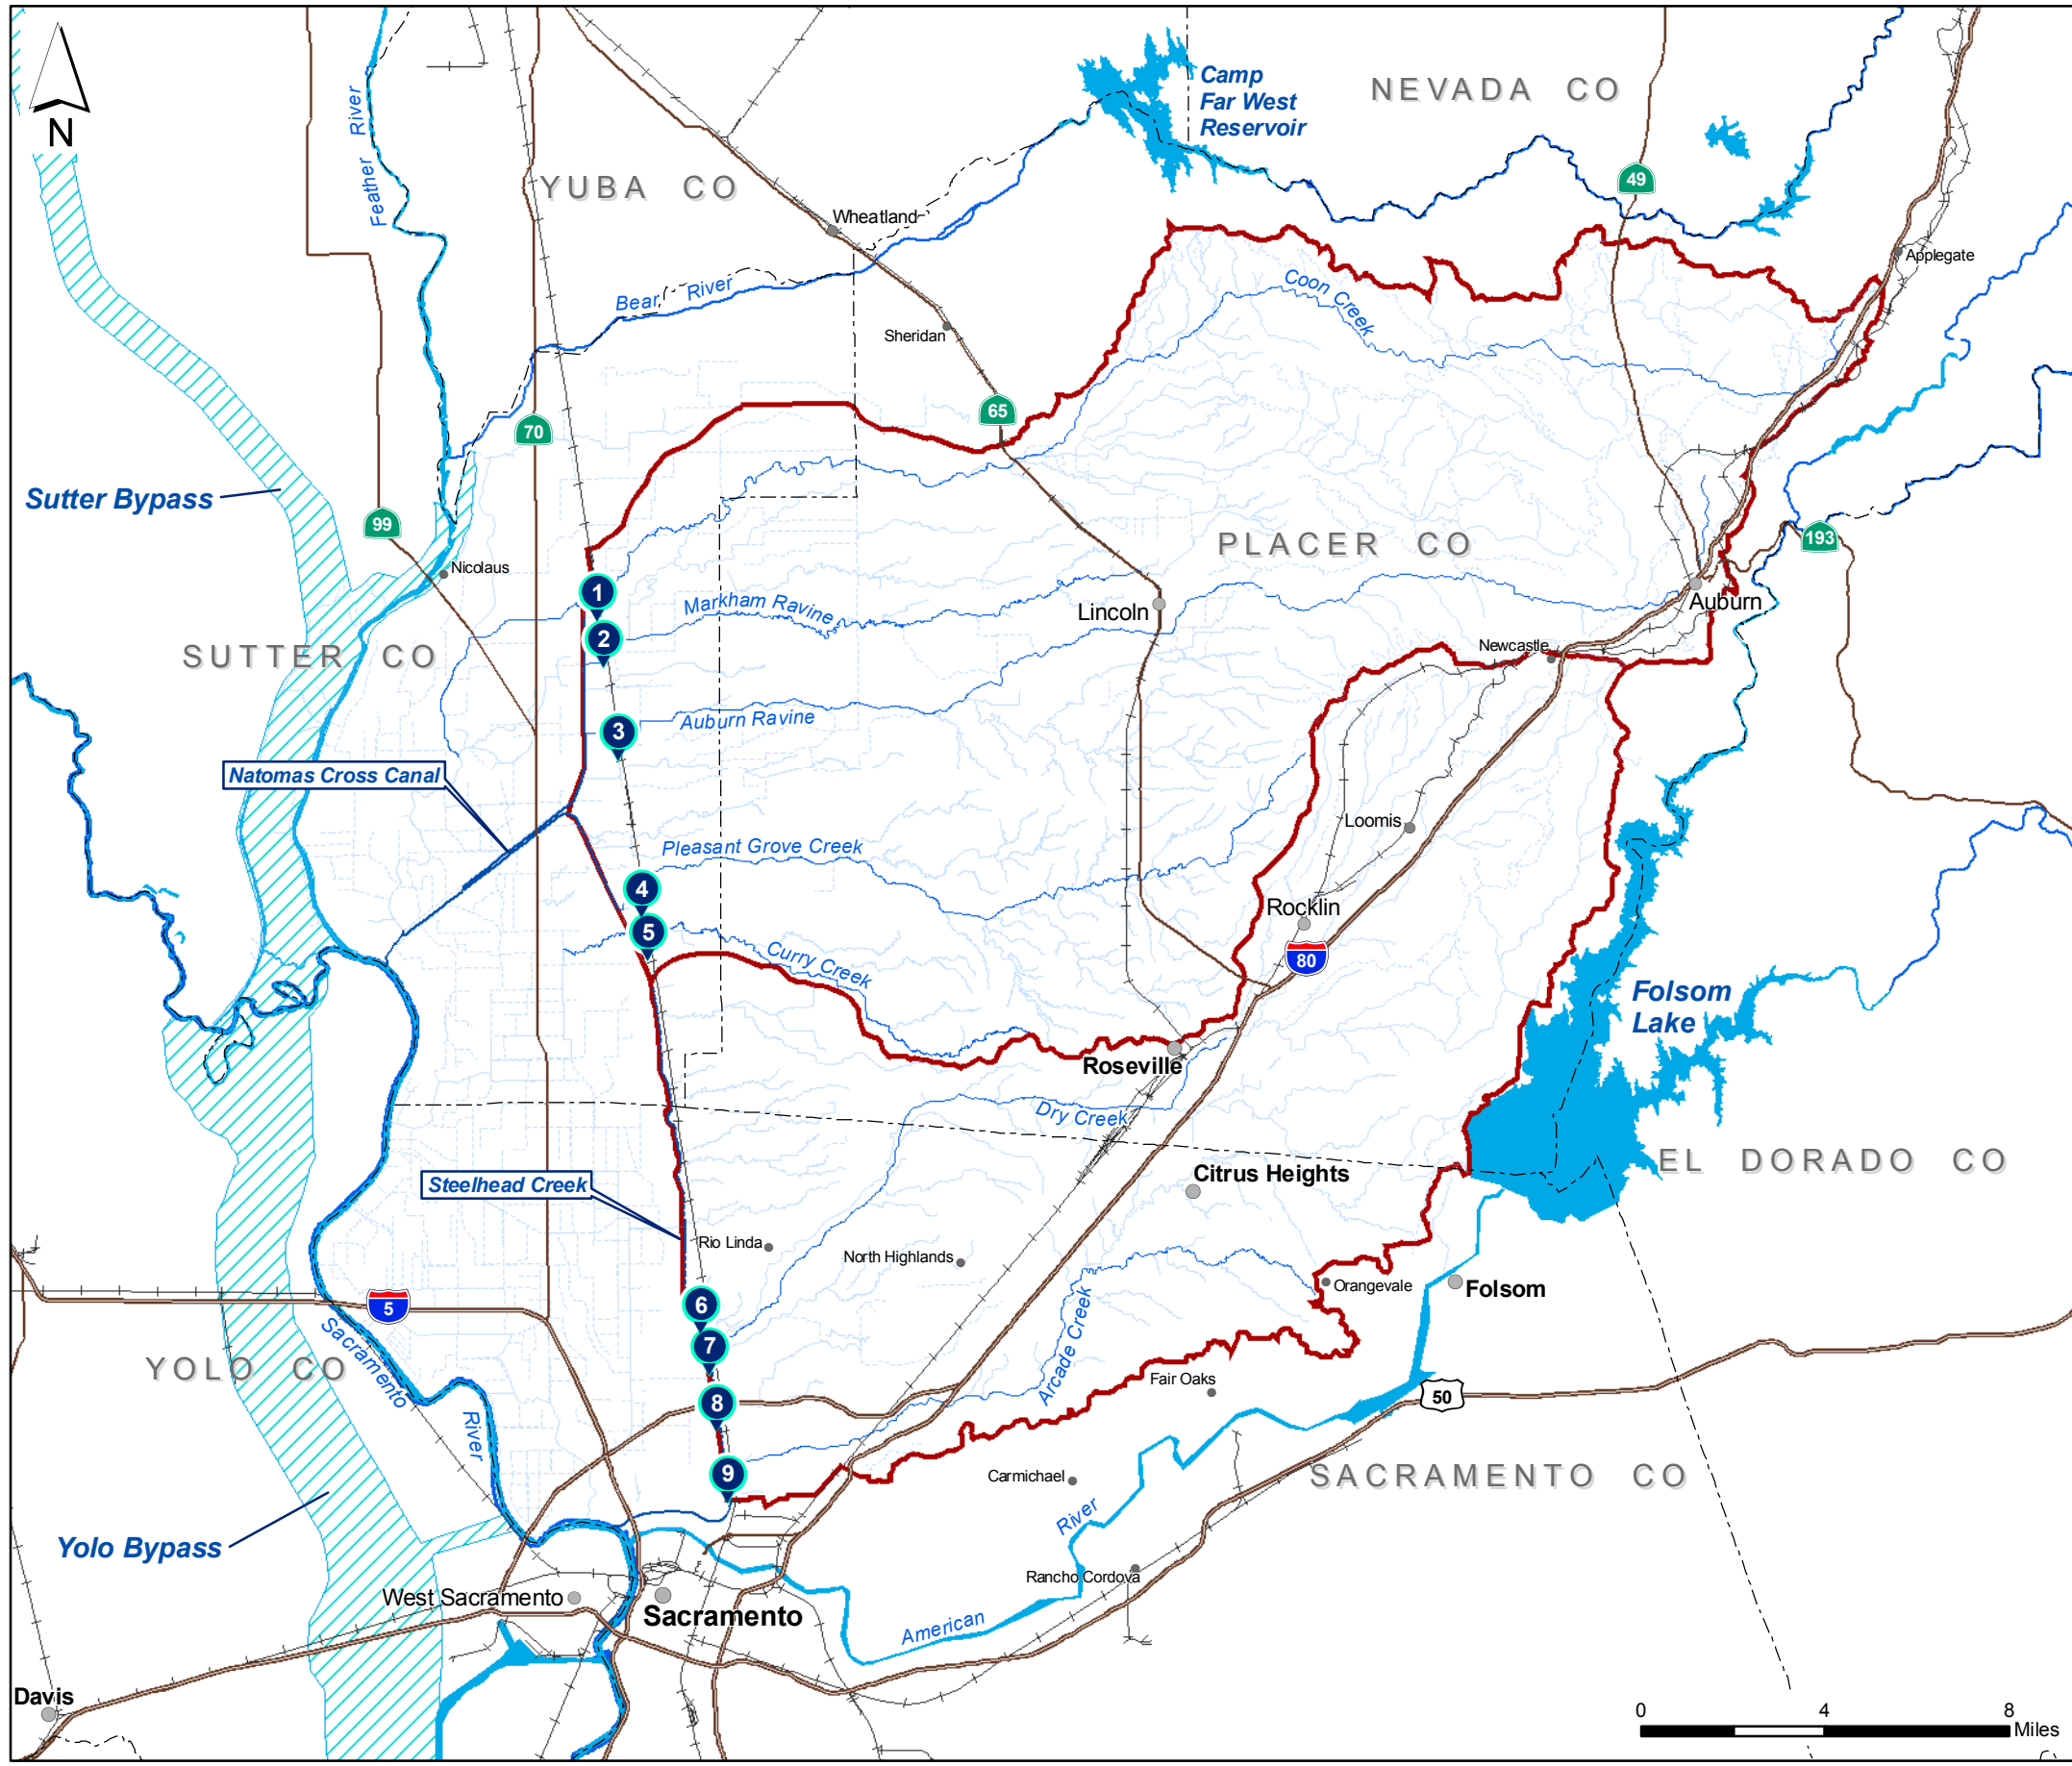 N
Feather River
Camp
Far West
Reservoir
NEVADA CO
YUBA CO
49
Wheatland
Applegate
Coon Creek
Bear River
Sheridan
65
70
Sutter Bypass
99
193
PLACER CO
Nicolaus
1
Markham Ravine
Lincoln
Auburn
2
SUTTER CO
Newcastle
3
Auburn Ravine
Natomas Cross Canal
Loomis
Pleasant Grove Creek
4
Rocklin
5
Curry Creek
80
Folsom
Lake
Roseville
Dry Creek
EL DORADO CO
Citrus Heights
Steelhead Creek
Rio Linda
North Highlands
Orangevale
Folsom
5
6
Sacramento River
7
YOLO CO
Arcade Creek
Fair Oaks
8
50
9
Carmichael
SACRAMENTO CO
Yolo Bypass
American River
Rancho Cordova
West Sacramento
Sacramento
Davis
0 4 8
Miles